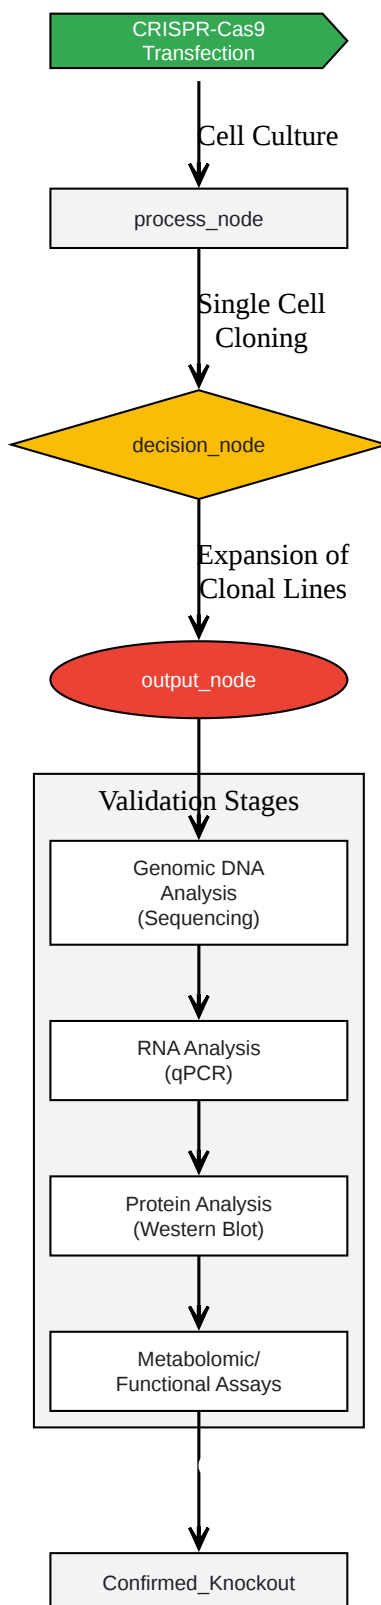 CRISPR-Cas9
Transfection
Cell Culture
process_node
Single Cell
Cloning
decision_node
Expansion of
Clonal Lines
output_node
Validation Stages
Genomic DNA
Analysis
(Sequencing)
RNA Analysis
(qPCR)
Protein Analysis
(Western Blot)
Metabolomic/
Functional Assays
Confirmed_Knockout